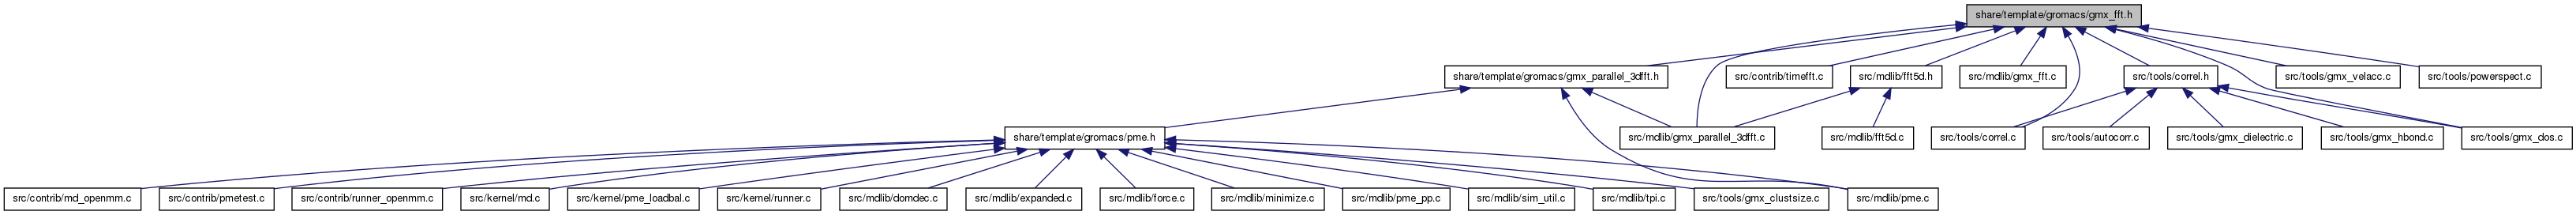 share/template/gromacs/gmx_fft.h
share/template/gromacs/gmx_parallel_3dfft.h
src/contrib/timefft.c
src/mdlib/fft5d.h
src/mdlib/gmx_fft.c
src/tools/correl.h
src/tools/gmx_velacc.c
src/tools/powerspect.c
share/template/gromacs/pme.h
src/mdlib/gmx_parallel_3dfft.c
src/mdlib/fft5d.c
src/tools/correl.c
src/tools/autocorr.c
src/tools/gmx_dielectric.c
src/tools/gmx_hbond.c
src/tools/gmx_dos.c
src/contrib/md_openmm.c
src/contrib/pmetest.c
src/contrib/runner_openmm.c
src/kernel/md.c
src/kernel/pme_loadbal.c
src/kernel/runner.c
src/mdlib/domdec.c
src/mdlib/expanded.c
src/mdlib/force.c
src/mdlib/minimize.c
src/mdlib/pme_pp.c
src/mdlib/sim_util.c
src/mdlib/tpi.c
src/tools/gmx_clustsize.c
src/mdlib/pme.c